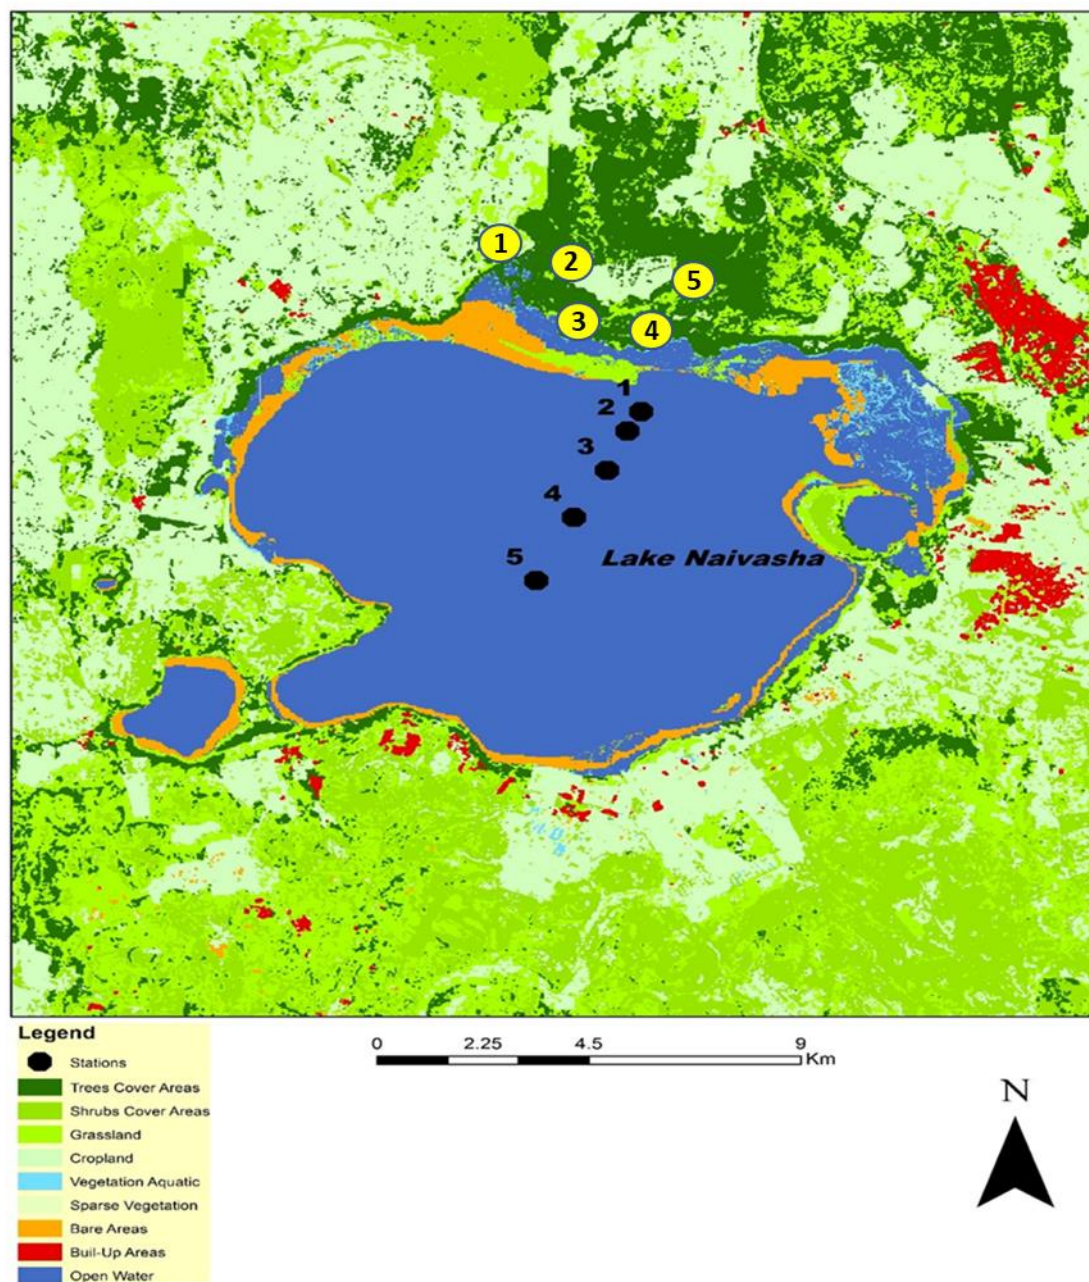 1
2
5
3
4
1
2
3
4
Lake Naivasha
5
Legend
Stations
Trees Cover Areas
Shrubs Cover Areas
Grassland
Cropland
Vegetation Aquatic
Sparse Vegetation
Bare Areas
Buil-Up Areas
Open Water
0 2.25 4.5 9
Km
N